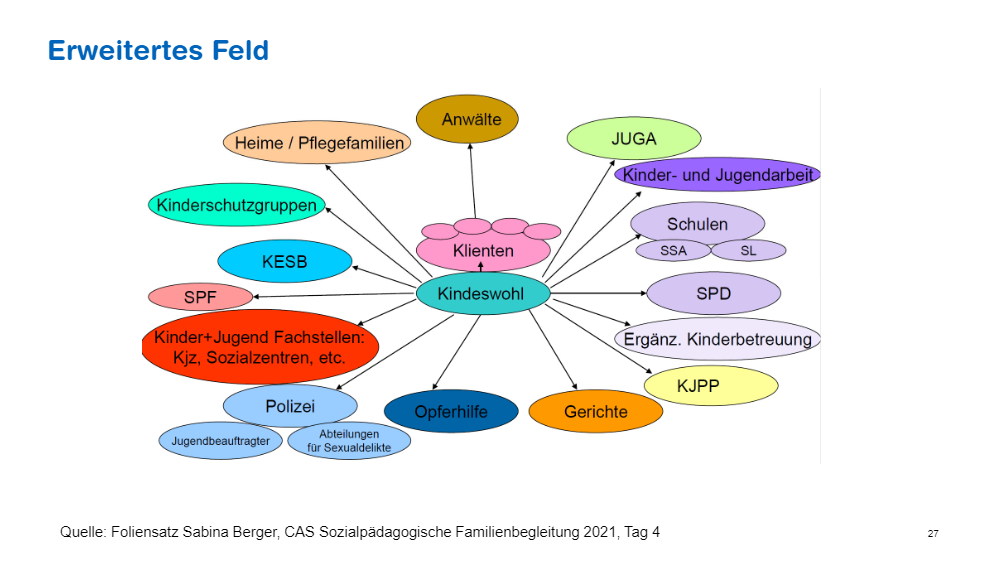 Erweitertes Feld
Anwälte
Heime / Pflegefamilien
JUGA
Kinder- und Jugendarbeit
Kinderschutzgruppen
Schulen
SSA
SL
Klienten
KESB
Kindeswohl
SPF
SPD
Kinder+Jugend Fachstellen:
Kjz, Sozialzentren, etc.
Ergänz. Kinderbetreuung
KJPP
Polizei
Opferhilfe
Gerichte
Jugendbeauftragter
Abteilungen
für Sexualdelikte
Quelle: Foliensatz Sabina Berger, CAS Sozialpädagogische Familienbegleitung 2021, Tag 4
27